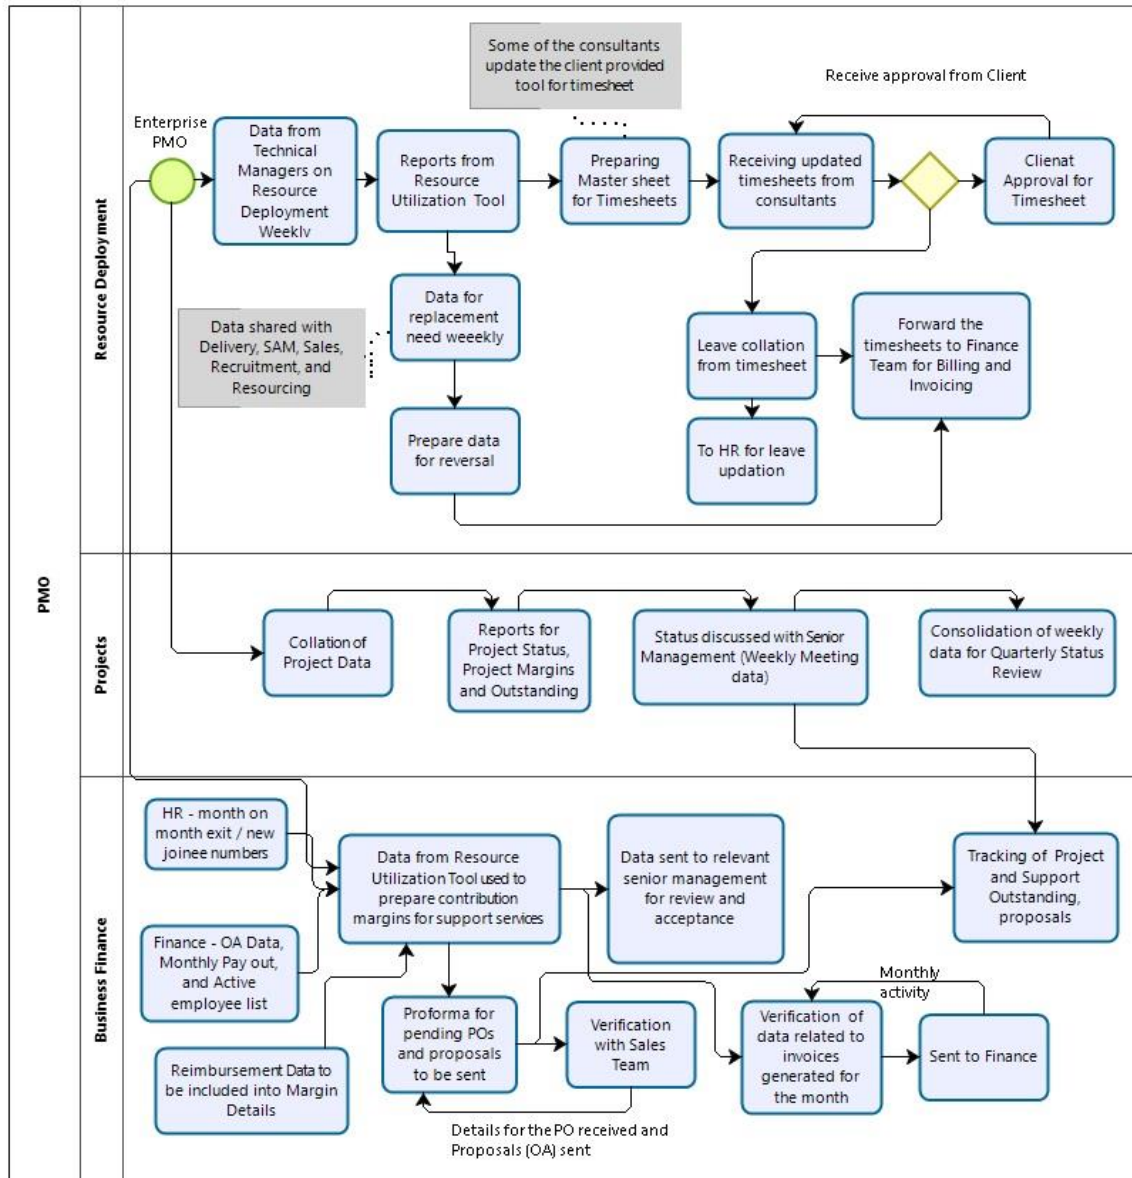 PMO
Resource Deployment
Enterprise
PMO
Data from
Technical
Managers on
Resource
Deployment
Weekly
Reports from
Resource
Utilization Tool
Some of the consultants
update the client provided
tool for timesheet
Preparing
Master sheet
for Timesheets
Receiving updated
timesheets from
consultants
Receive approval from Client
Clienat
Approval for
Timesheet
Data for
replacement
need weeekly
Data shared with
Delivery, SAM, Sales,
Recruitment, and
Resourcing
Prepare data
for reversal
Leave collation
from timesheet
Forward the
timesheets to Finance
Team for Billing and
Invoicing
To HR for leave
updation
Projects
Collation of
Project Data
Reports for
Project Status,
Project Margins
and Outstanding
Status discussed with Senior
Management (Weekly Meeting
data)
Consolidation of weekly
data for Quarterly Status
Review
Business Finance
HR - month on
month exit / new
joinee numbers
Finance - OA Data,
Monthly Pay out,
and Active
employee list
Reimbursement Data to
be included into Margin
Details
Data from Resource
Utilization Tool used to
prepare contribution
margins for support services
Data sent to relevant
senior management
for review and
acceptance
Tracking of Project
and Support
Outstanding,
proposals
Proforma for
pending POs
and proposals
to be sent
Verification
with Sales
Team
Details for the PO received and
Proposals (OA) sent
Monthly
activity
Verification of
data related to
invoices
generated for
the month
Sent to Finance